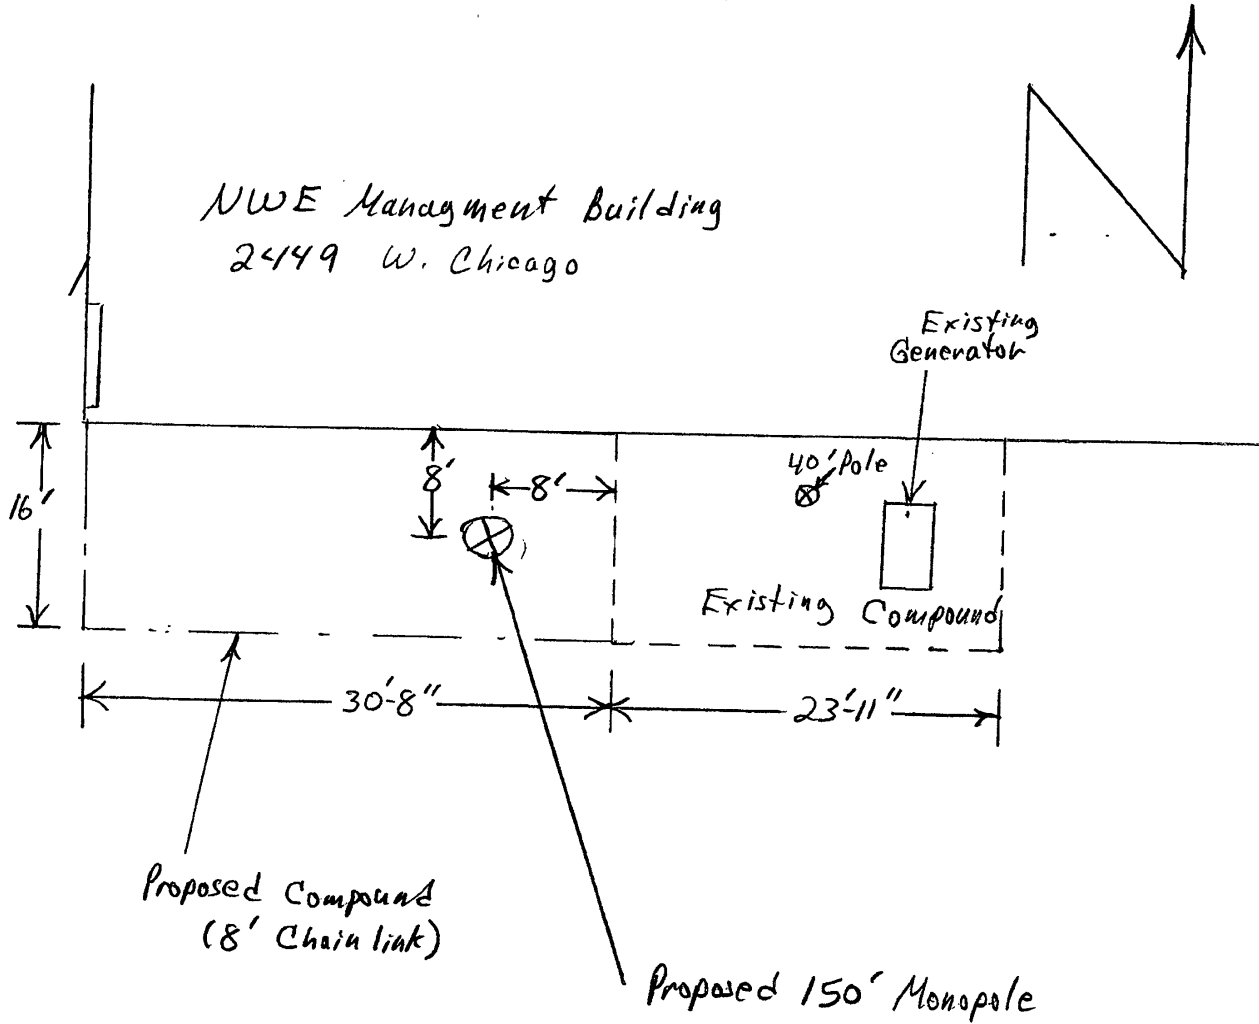 N
NWE Managment Building
2449 W. Chicago
Existing
Generator
40' Pole
8'
8'
16'
Existing Compound
30'-8"
23'-11"
Proposed Compound
(8' Chain link)
Proposed 150' Monopole